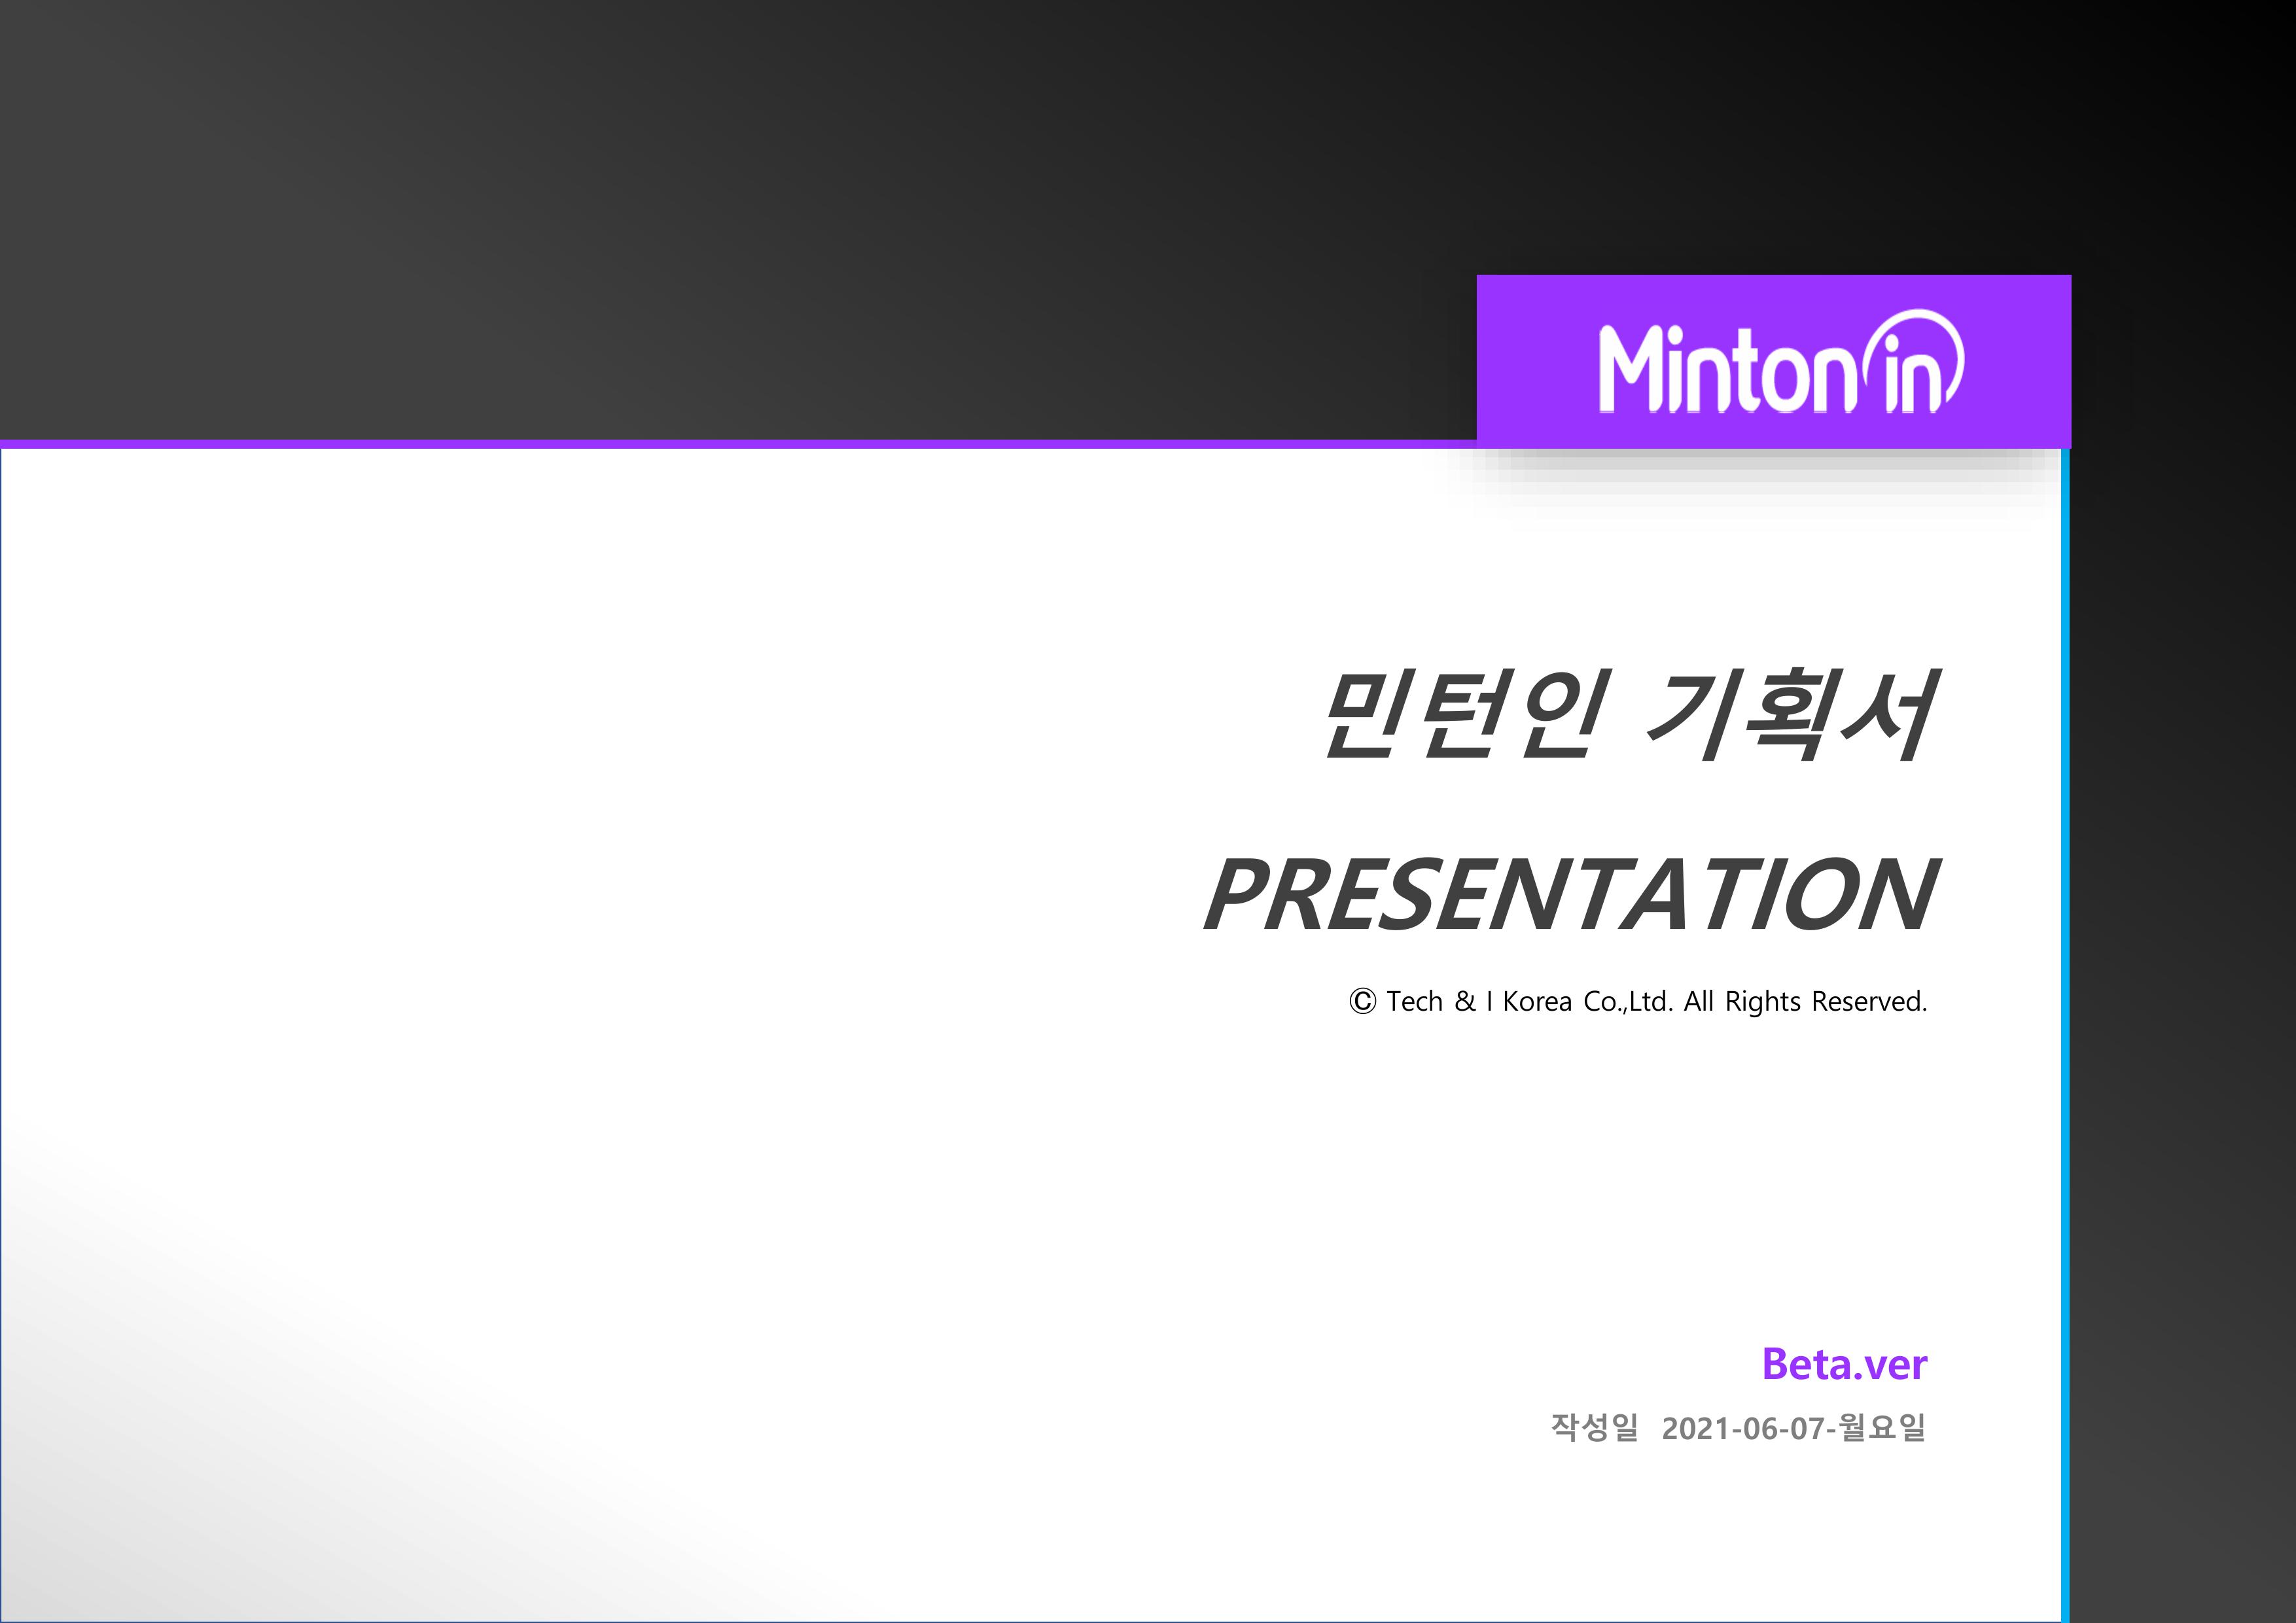 Minton in
민턴인 기획서
PRESENTATION
Ⓒ Tech & I Korea Co.,Ltd. All Rights Reserved.
Beta.ver
작성일 2021-06-07-월요일